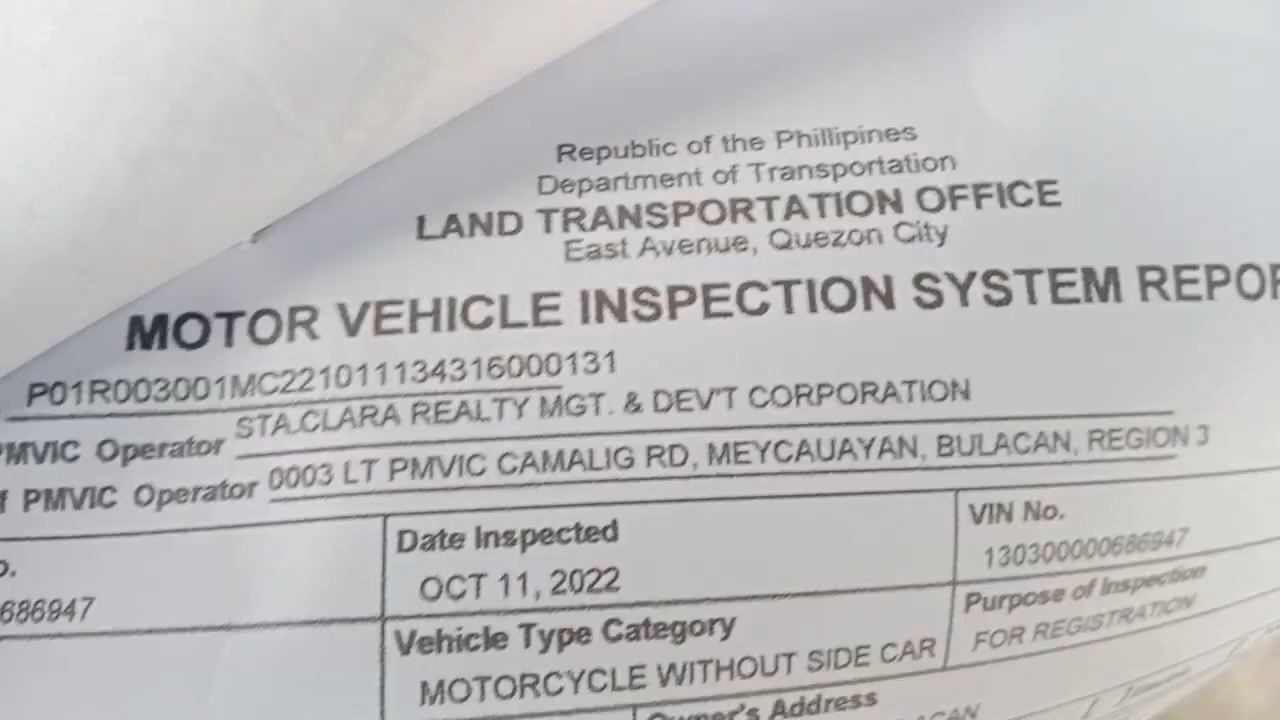 Republic of the Phillipines
Department of Transportation
LAND TRANSPORTATION OFFICE
East Avenue, Quezon City
MOTOR VEHICLE INSPECTION SYSTEM REPOR
P01R003001MC221011134316000131
PMVIC Operator STA.CLARA REALTY MGT. & DEV'T CORPORATION
f PMVIC Operator 0003 LT PMVIC CAMALIG RD, MEYCAUAYAN, BULACAN, REGION 3
o. Date Inspected VIN No.
686947 OCT 11, 2022 130300000686947
Vehicle Type Category Purpose of Inspection
MOTORCYCLE WITHOUT SIDE CAR FOR REGISTRATION
Owner's Address
ACAN